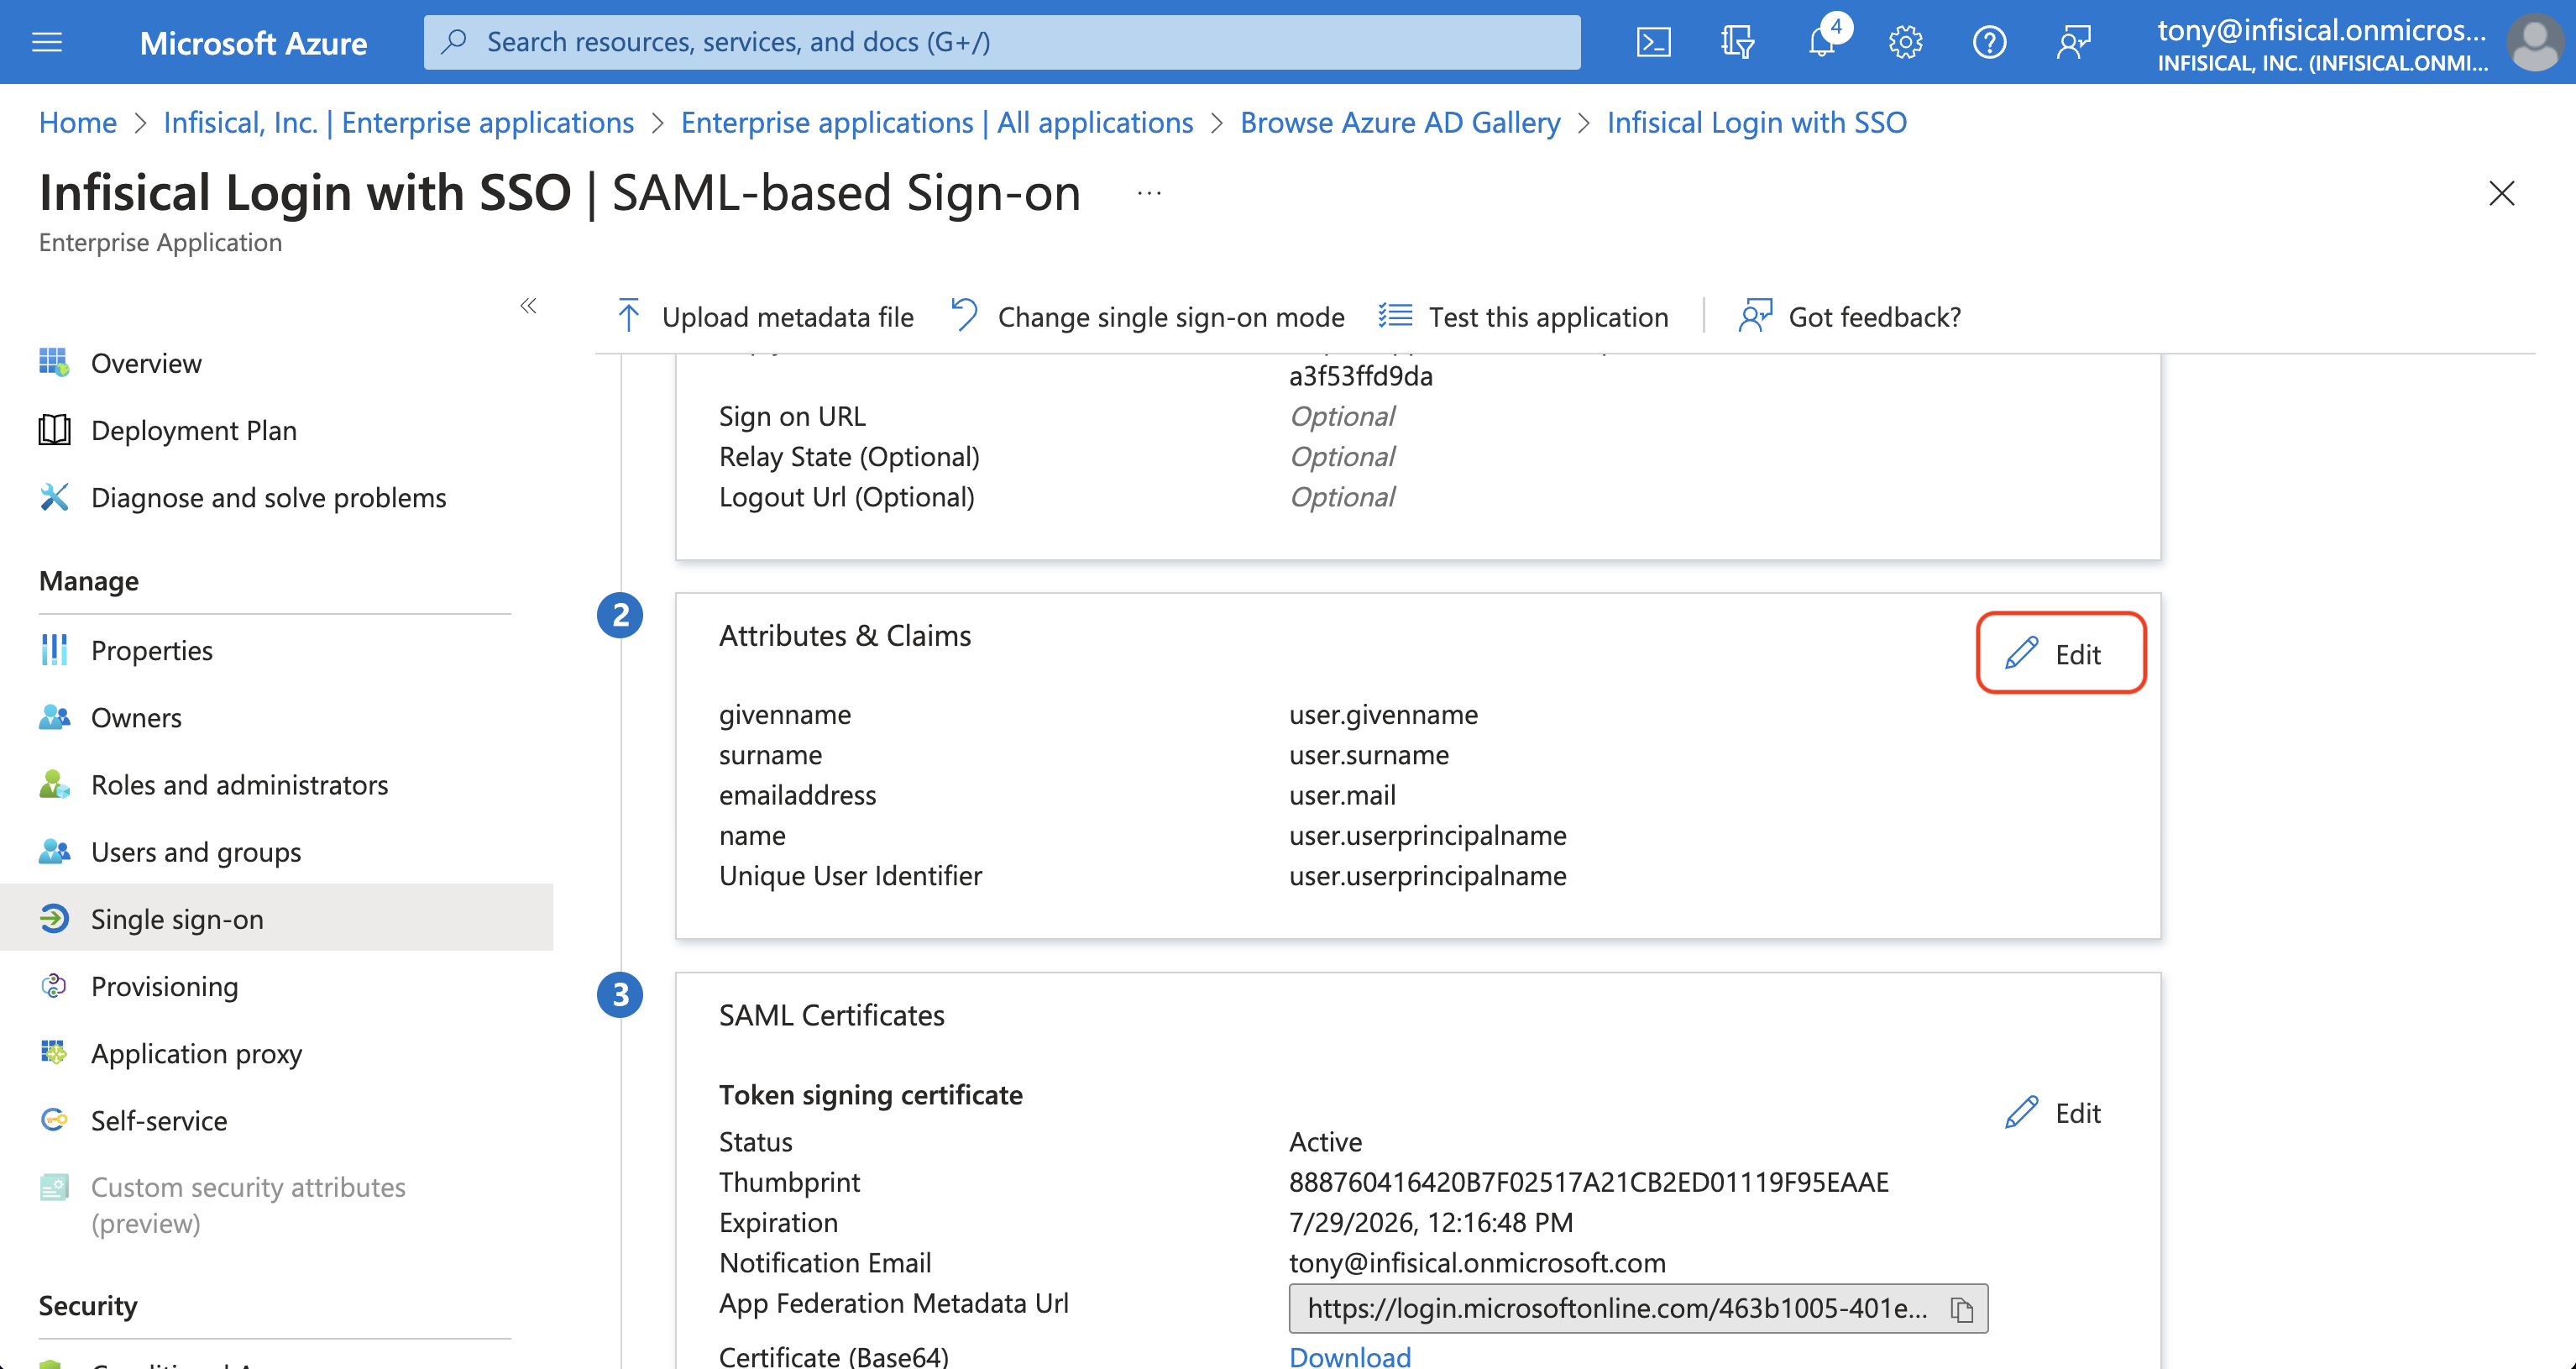 Microsoft Azure
Search resources, services, and docs (G+/)
4
tony@infisical.onmicros...
INFISICAL, INC. (INFISICAL.ONMI...
Home > Infisical, Inc. | Enterprise applications > Enterprise applications | All applications > Browse Azure AD Gallery > Infisical Login with SSO
Infisical Login with SSO | SAML-based Sign-on ...
Enterprise Application
Overview
Deployment Plan
Diagnose and solve problems
Manage
Properties
Owners
Roles and administrators
Users and groups
Single sign-on
Provisioning
Application proxy
Self-service
Custom security attributes
(preview)
Security
Upload metadata file
Change single sign-on mode
Test this application
Got feedback?
a3f53ffd9da
Sign on URL Optional
Relay State (Optional) Optional
Logout Url (Optional) Optional
2
Attributes & Claims
Edit
givenname user.givenname
surname user.surname
emailaddress user.mail
name user.userprincipalname
Unique User Identifier user.userprincipalname
3
SAML Certificates
Token signing certificate
Edit
Status Active
Thumbprint 888760416420B7F02517A21CB2ED01119F95EAAE
Expiration 7/29/2026, 12:16:48 PM
Notification Email tony@infisical.onmicrosoft.com
App Federation Metadata Url https://login.microsoftonline.com/463b1005-401e...
Certificate (Base64) Download